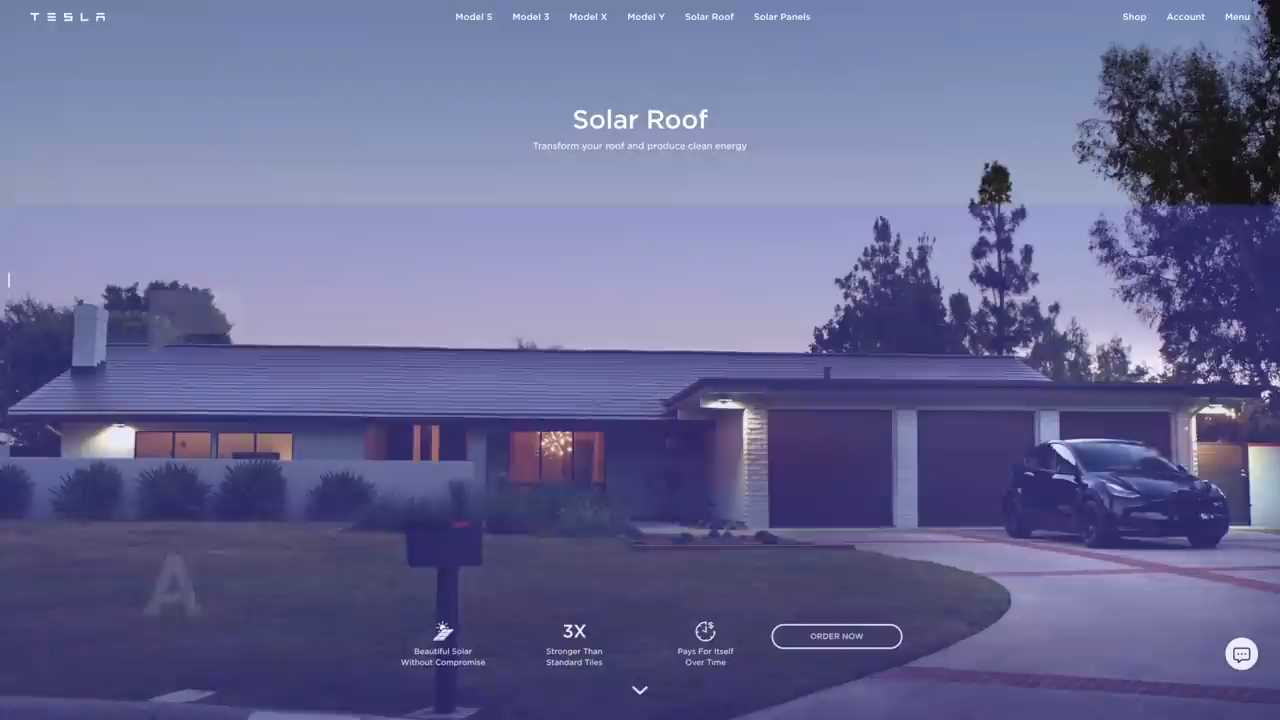 TESLA
Model S
Model 3
Model X
Model Y
Solar Roof
Solar Panels
Shop
Account
Menu
Solar Roof
Transform your roof and produce clean energy
A
Beautiful Solar
Without Compromise
3X
Stronger Than
Standard Tiles
$
Pays For Itself
Over Time
ORDER NOW